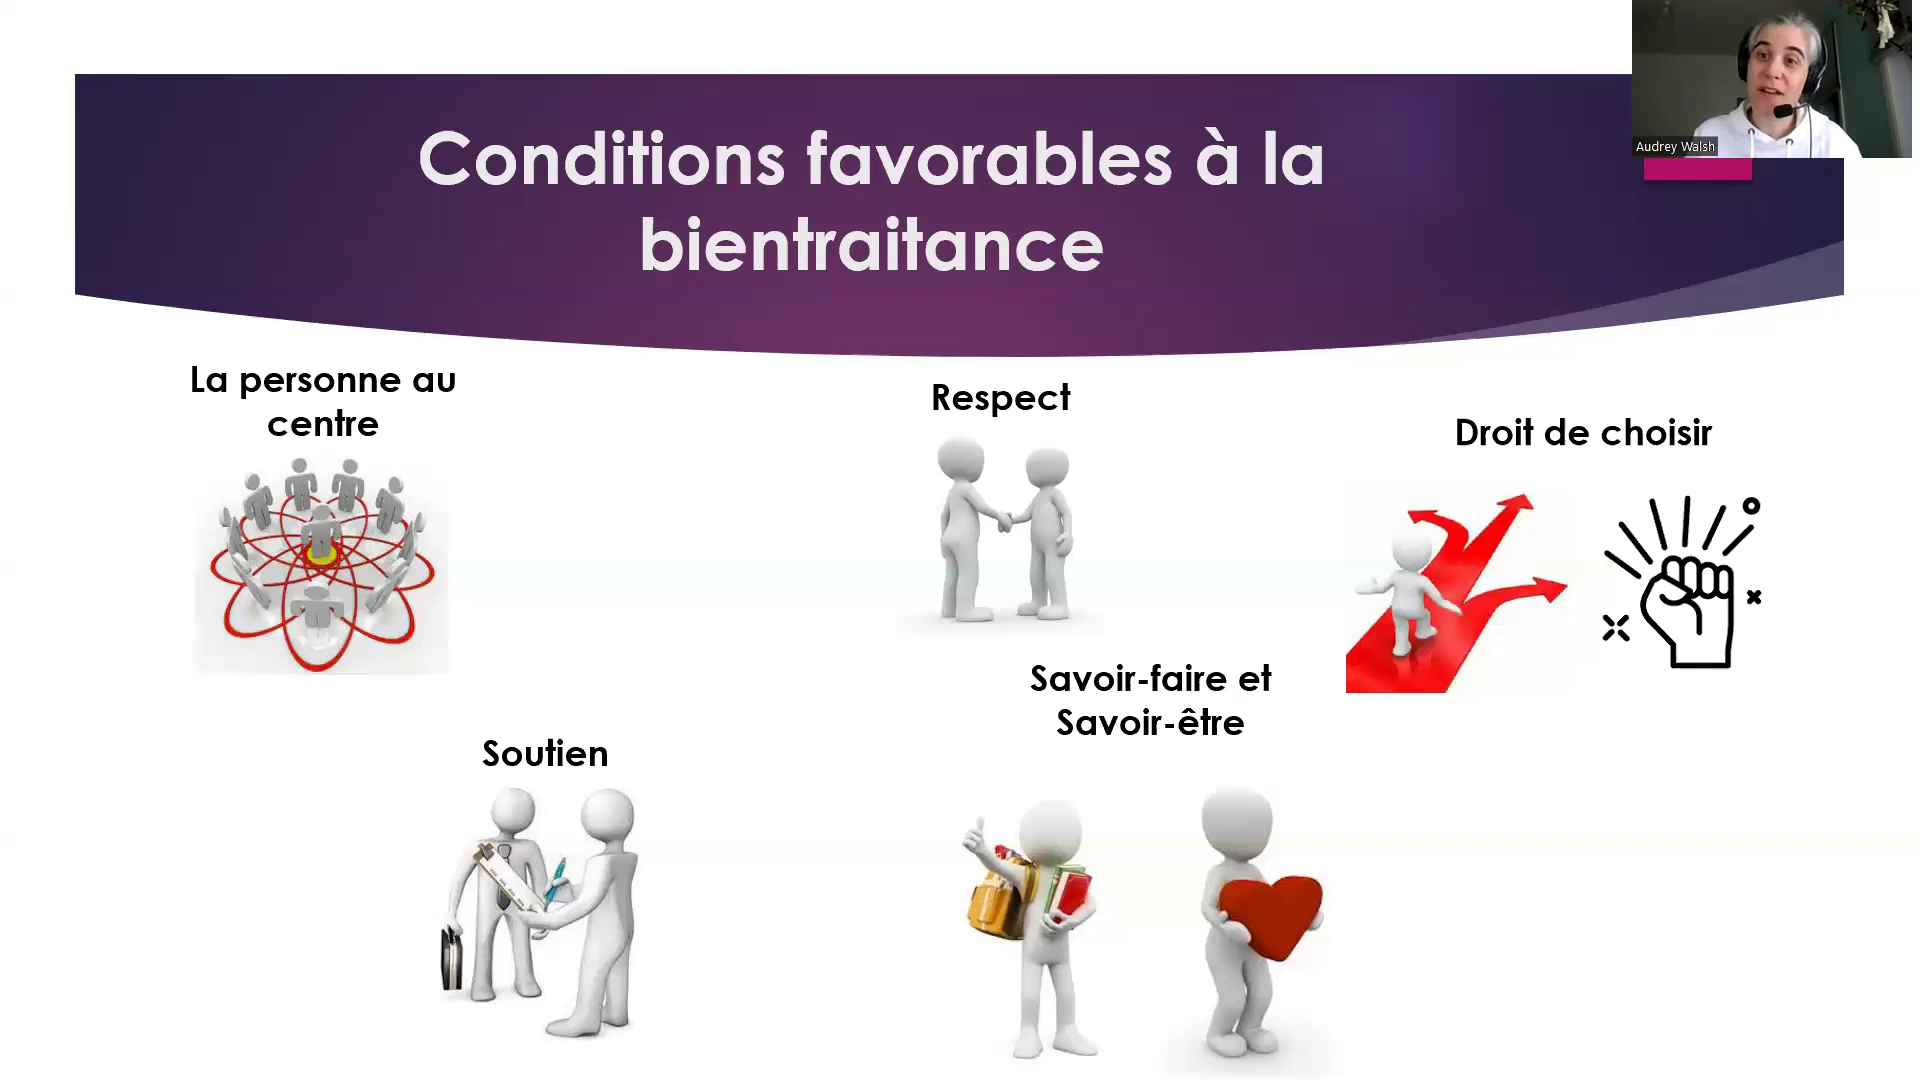 Conditions favorables à la
bientraitance
Audrey Walsh
La personne au
centre
Respect
Droit de choisir
Soutien
Savoir-faire et
Savoir-être